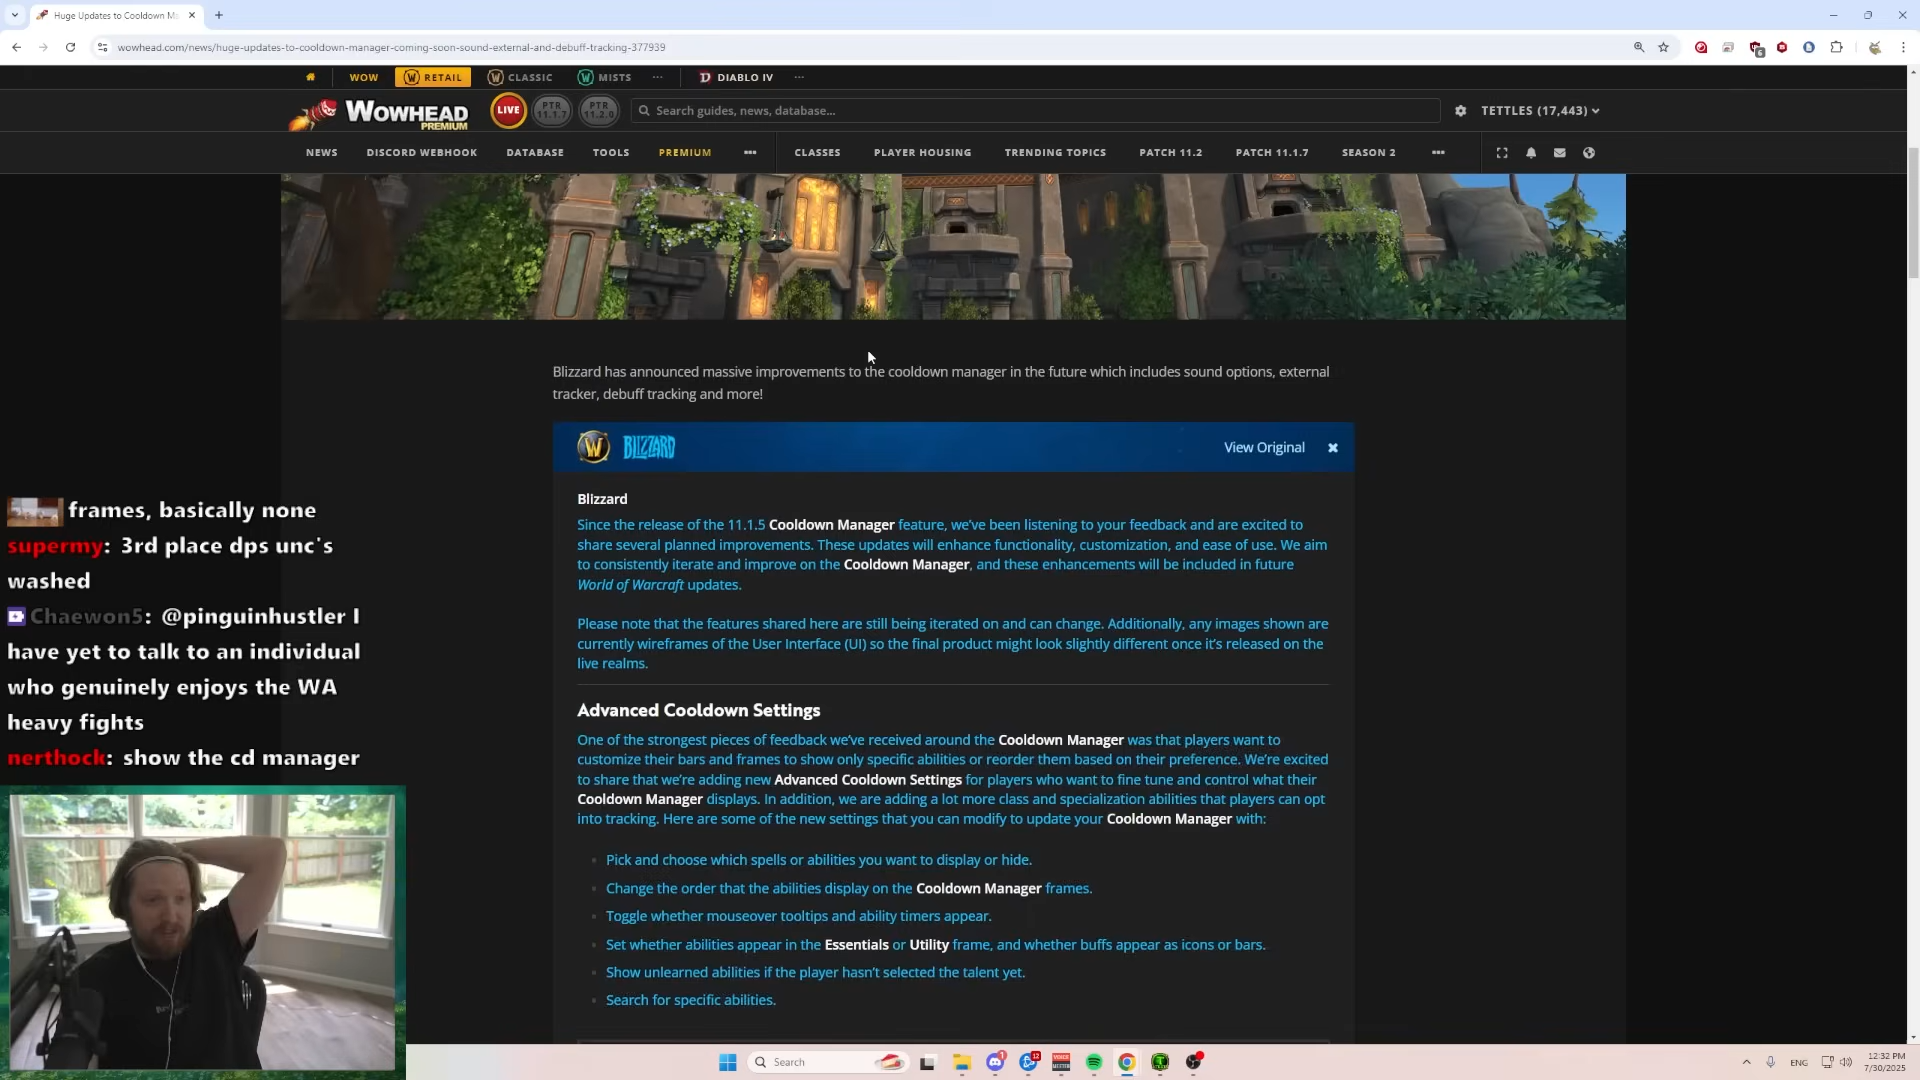 Huge Updates to Cooldown Ma
wowhead.com/news/huge-updates-to-cooldown-manager-coming-soon-sound-external-and-debuff-tracking-377939
6
WOW
RETAIL
CLASSIC
MISTS
DIABLO IV
WOWHEAD
PREMIUM
LIVE
PTR
11.1.7
PTR
11.2.0
Search guides, news, database...
TETTLES (17,443)
NEWS
DISCORD WEBHOOK
DATABASE
TOOLS
PREMIUM
CLASSES
PLAYER HOUSING
TRENDING TOPICS
PATCH 11.2
PATCH 11.1.7
SEASON 2
Blizzard has announced massive improvements to the cooldown manager in the future which includes sound options, external
tracker, debuff tracking and more!
BLIZZARD
View Original
Blizzard
Since the release of the 11.1.5 Cooldown Manager feature, we've been listening to your feedback and are excited to
share several planned improvements. These updates will enhance functionality, customization, and ease of use. We aim
to consistently iterate and improve on the Cooldown Manager, and these enhancements will be included in future
World of Warcraft updates.
Please note that the features shared here are still being iterated on and can change. Additionally, any images shown are
currently wireframes of the User Interface (UI) so the final product might look slightly different once it's released on the
live realms.
Advanced Cooldown Settings
One of the strongest pieces of feedback we've received around the Cooldown Manager was that players want to
customize their bars and frames to show only specific abilities or reorder them based on their preference. We're excited
to share that we're adding new Advanced Cooldown Settings for players who want to fine tune and control what their
Cooldown Manager displays. In addition, we are adding a lot more class and specialization abilities that players can opt
into tracking. Here are some of the new settings that you can modify to update your Cooldown Manager with:
Pick and choose which spells or abilities you want to display or hide.
Change the order that the abilities display on the Cooldown Manager frames.
Toggle whether mouseover tooltips and ability timers appear.
Set whether abilities appear in the Essentials or Utility frame, and whether buffs appear as icons or bars.
Show unlearned abilities if the player hasn't selected the talent yet.
Search for specific abilities.
frames, basically none
supermy: 3rd place dps unc's
washed
Chaewon5: @pinguinhustler I
have yet to talk to an individual
who genuinely enjoys the WA
heavy fights
nerthock: show the cd manager
Search
1
12
ENG
12:32 PM
7/30/2025